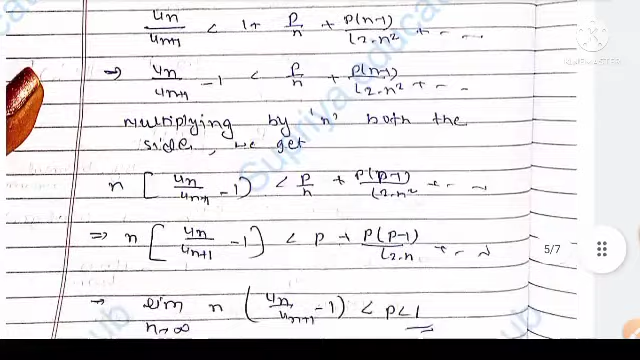 un/un+1 < 1+ p/n + p(n-1)/L2.n² + - - -
⇒ un/un+1 - 1 < p/n + p(n-1)/L2.n² + - -
Multiplying by 'n' both the
side, we get
n [ un/un+1 - 1 ) < p/n + p(p-1)/L2.n² + - - -
⇒ n [ un/un+1 - 1 ] < p + p(p-1)/L2.n + - - -
→ lim n→∞ n ( un/un+1 - 1 ) < p < 1
5/7
KINEMASTER